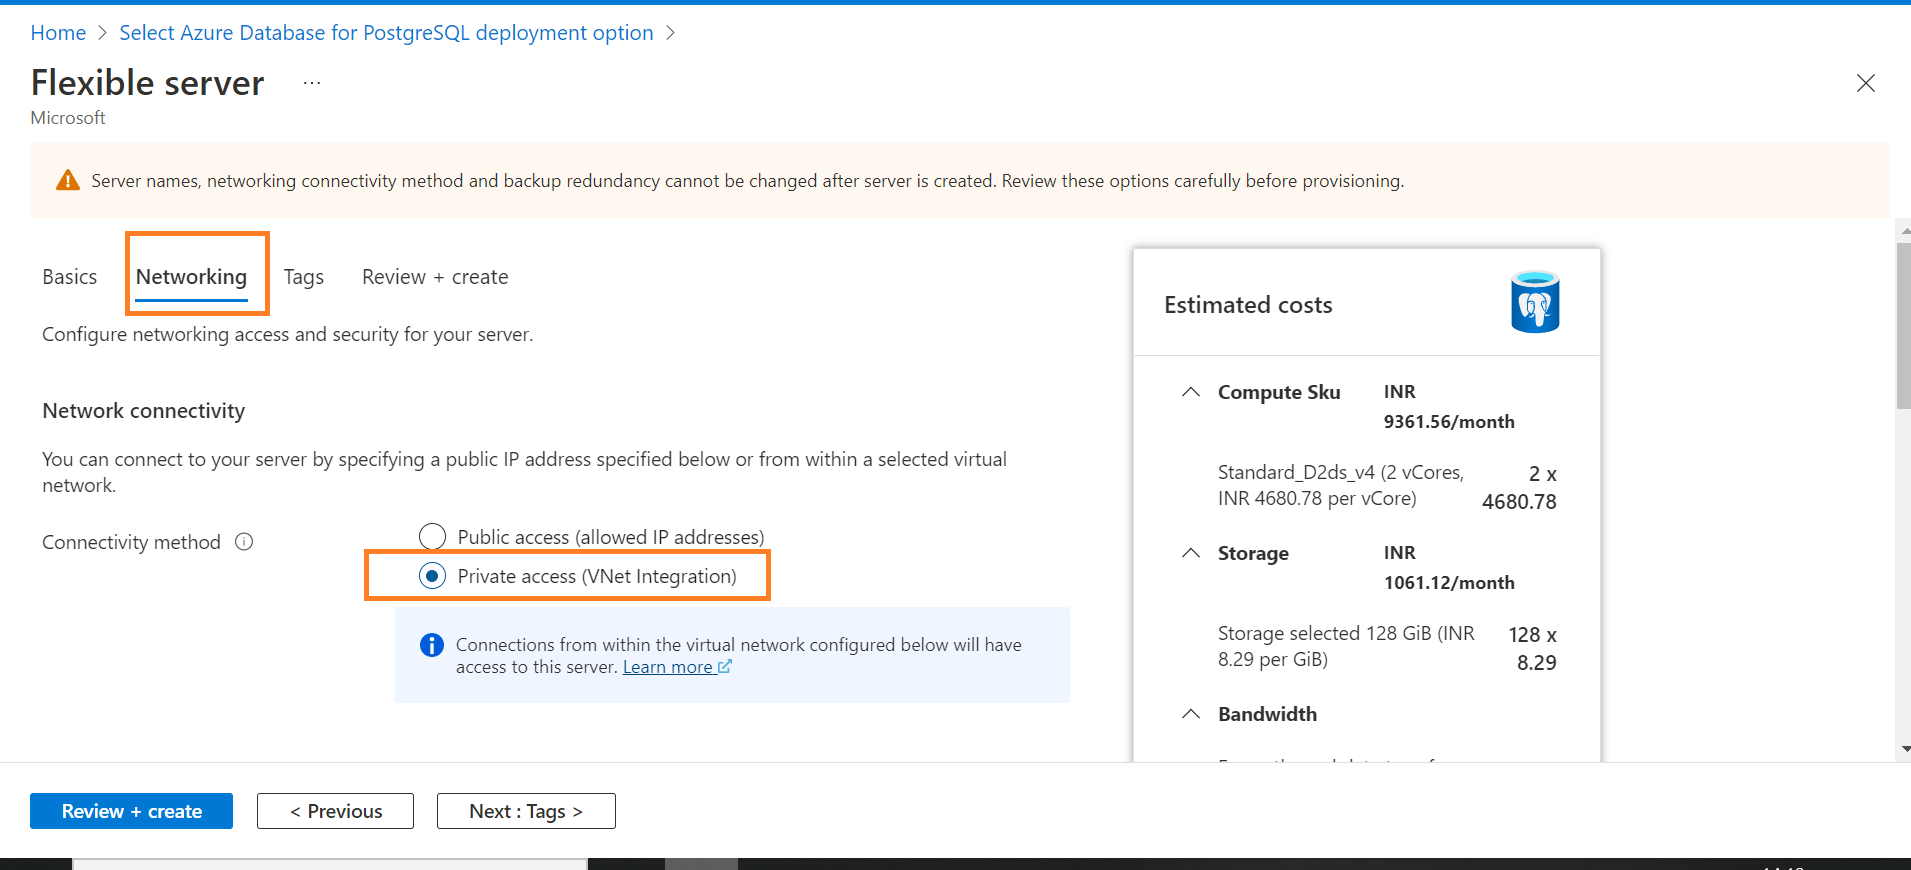 Home > Select Azure Database for PostgreSQL deployment option >
Flexible server ...
Microsoft
Server names, networking connectivity method and backup redundancy cannot be changed after server is created. Review these options carefully before provisioning.
Basics Networking Tags Review + create
Configure networking access and security for your server.
Network connectivity
You can connect to your server by specifying a public IP address specified below or from within a selected virtual
network.
Connectivity method
Public access (allowed IP addresses)
Private access (VNet Integration)
Connections from within the virtual network configured below will have
access to this server. Learn more
Estimated costs
Compute Sku INR
9361.56/month
Standard_D2ds_v4 (2 vCores, 2 x
INR 4680.78 per vCore) 4680.78
Storage INR
1061.12/month
Storage selected 128 GiB (INR 128 x
8.29 per GiB) 8.29
Bandwidth
Review + create < Previous Next : Tags >